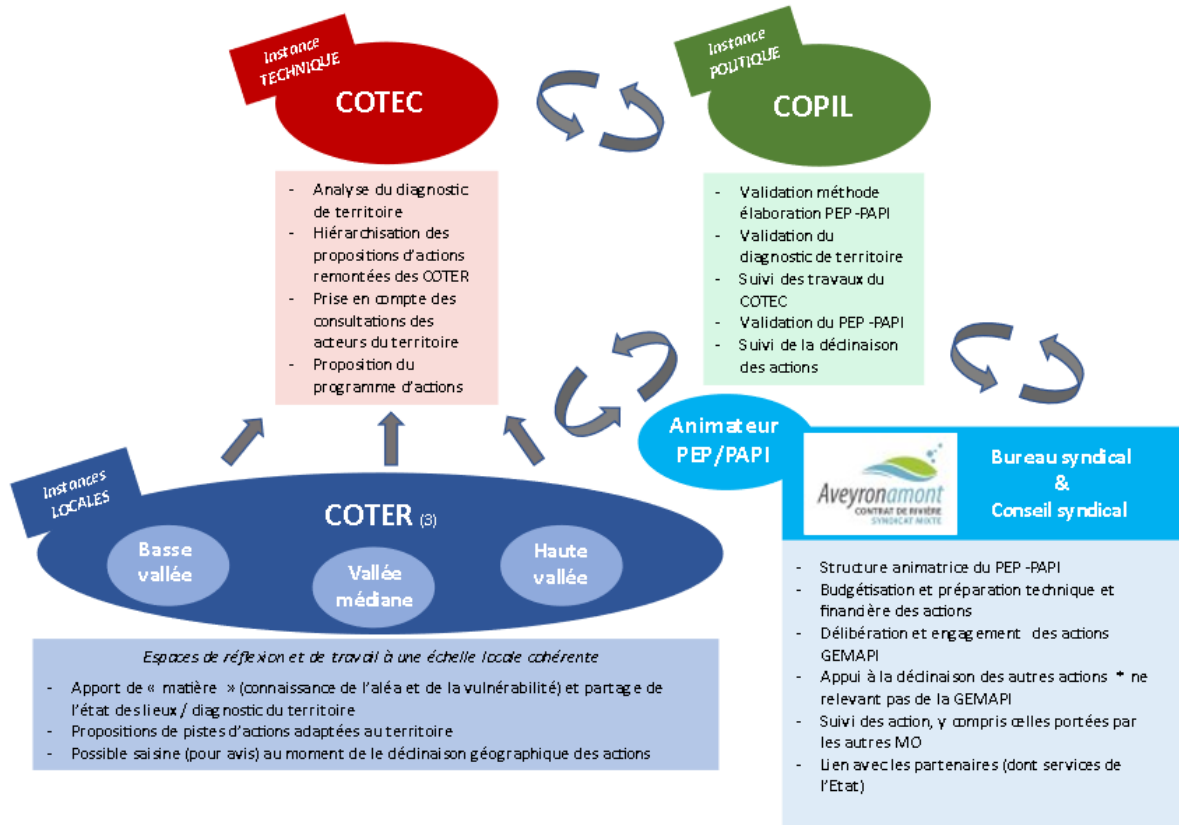 Instance
TECHNIQUE
COTEC
Instance
POLITIQUE
COPIL
- Analyse du diagnostic
de territoire
- Hiérarchisation des
propositions d'actions
remontées des COTER
- Prise en compte des
consultations des
acteurs du territoire
- Proposition du
programme d'actions
- Validation méthode
élaboration PEP -PAPI
- Validation du
diagnostic de territoire
- Suivi des travaux du
COTEC
- Validation du PEP -PAPI
- Suivi de la déclinaison
des actions
Animateur
PEP/PAPI
Instances
LOCALES
COTER (3)
Basse
vallée
Vallée
médiane
Haute
vallée
Espaces de réflexion et de travail à une échelle locale cohérente
- Apport de « matière » (connaissance de l'aléa et de la vulnérabilité) et partage de
l'état des lieux / diagnostic du territoire
- Propositions de pistes d'actions adaptées au territoire
- Possible saisine (pour avis) au moment de le déclinaison géographique des actions
Aveyronamont
CONTRAT DE RIVIÈRE
SYNDICAT MIXTE
Bureau syndical
&
Conseil syndical
- Structure animatrice du PEP -PAPI
- Budgétisation et préparation technique et
financière des actions
- Délibération et engagement des actions
GEMAPI
- Appui à la déclinaison des autres actions * ne
relevant pas de la GEMAPI
- Suivi des action, y compris celles portées par
les autres MO
- Lien avec les partenaires (dont services de
l'Etat)